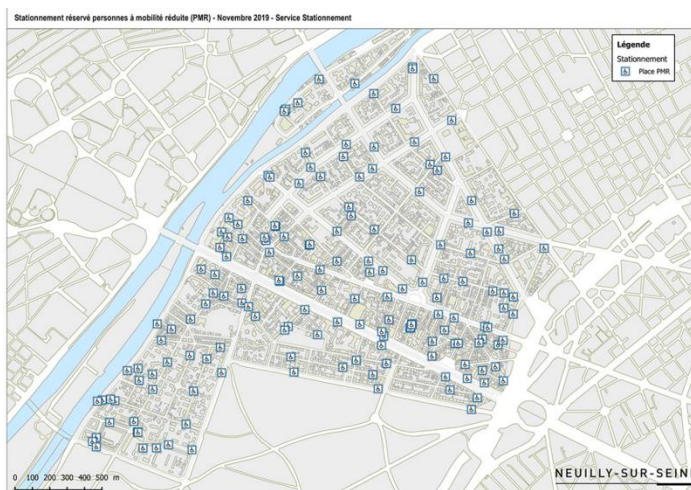 Stationnement réservé personnes à mobilité réduite (PMR) - Novembre 2019 - Service Stationnement
Légende
Stationnement
Place PMR
0 100 200 300 400 500 m
NEUILLY-SUR-SEINE